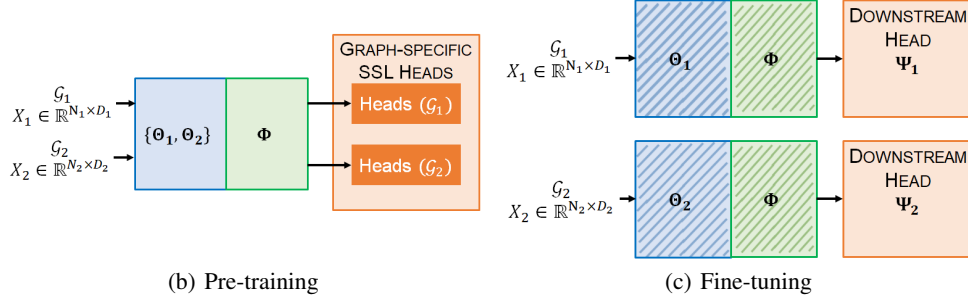 𝒢₁
X₁ ∈ ℝ^{N₁×D₁}
𝒢₂
X₂ ∈ ℝ^{N₂×D₂}
{Θ₁, Θ₂}
Φ
GRAPH-SPECIFIC
SSL HEADS
Heads (𝒢₁)
Heads (𝒢₂)
(b) Pre-training
𝒢₁
X₁ ∈ ℝ^{N₁×D₁}
Θ₁
Φ
DOWNSTREAM
HEAD
Ψ₁
𝒢₂
X₂ ∈ ℝ^{N₂×D₂}
Θ₂
Φ
DOWNSTREAM
HEAD
Ψ₂
(c) Fine-tuning